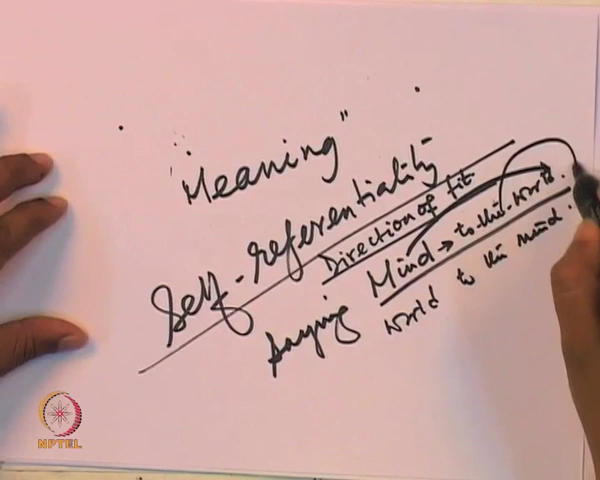 "Meaning"
Self-referentiality
Direction of fit.
Saying Mind → to the world.
world to the mind.
NPTEL